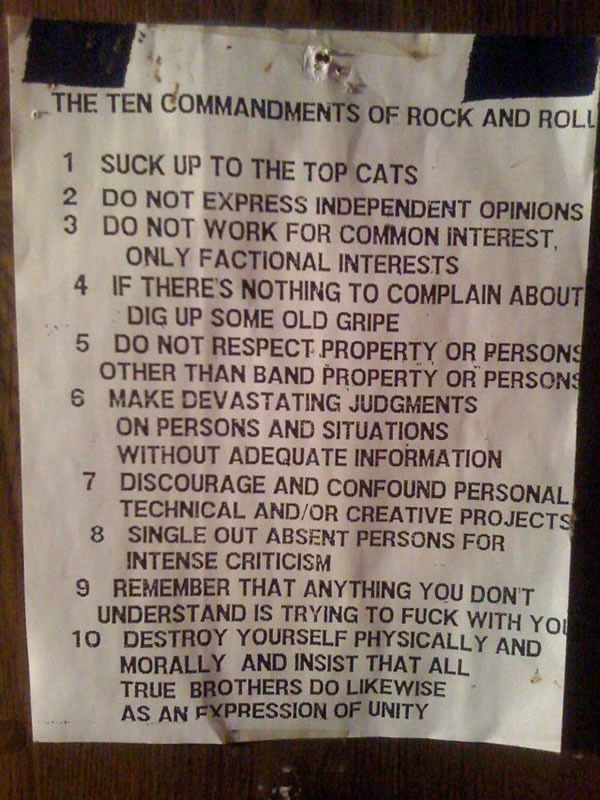 THE TEN COMMANDMENTS OF ROCK AND ROLL
1 SUCK UP TO THE TOP CATS
2 DO NOT EXPRESS INDEPENDENT OPINIONS
3 DO NOT WORK FOR COMMON INTEREST,
ONLY FACTIONAL INTERESTS
4 IF THERE'S NOTHING TO COMPLAIN ABOUT
DIG UP SOME OLD GRIPE
5 DO NOT RESPECT PROPERTY OR PERSONS
OTHER THAN BAND PROPERTY OR PERSONS
6 MAKE DEVASTATING JUDGMENTS
ON PERSONS AND SITUATIONS
WITHOUT ADEQUATE INFORMATION
7 DISCOURAGE AND CONFOUND PERSONAL
TECHNICAL AND/OR CREATIVE PROJECTS
8 SINGLE OUT ABSENT PERSONS FOR
INTENSE CRITICISM
9 REMEMBER THAT ANYTHING YOU DON'T
UNDERSTAND IS TRYING TO FUCK WITH YOU
10 DESTROY YOURSELF PHYSICALLY AND
MORALLY AND INSIST THAT ALL
TRUE BROTHERS DO LIKEWISE
AS AN EXPRESSION OF UNITY